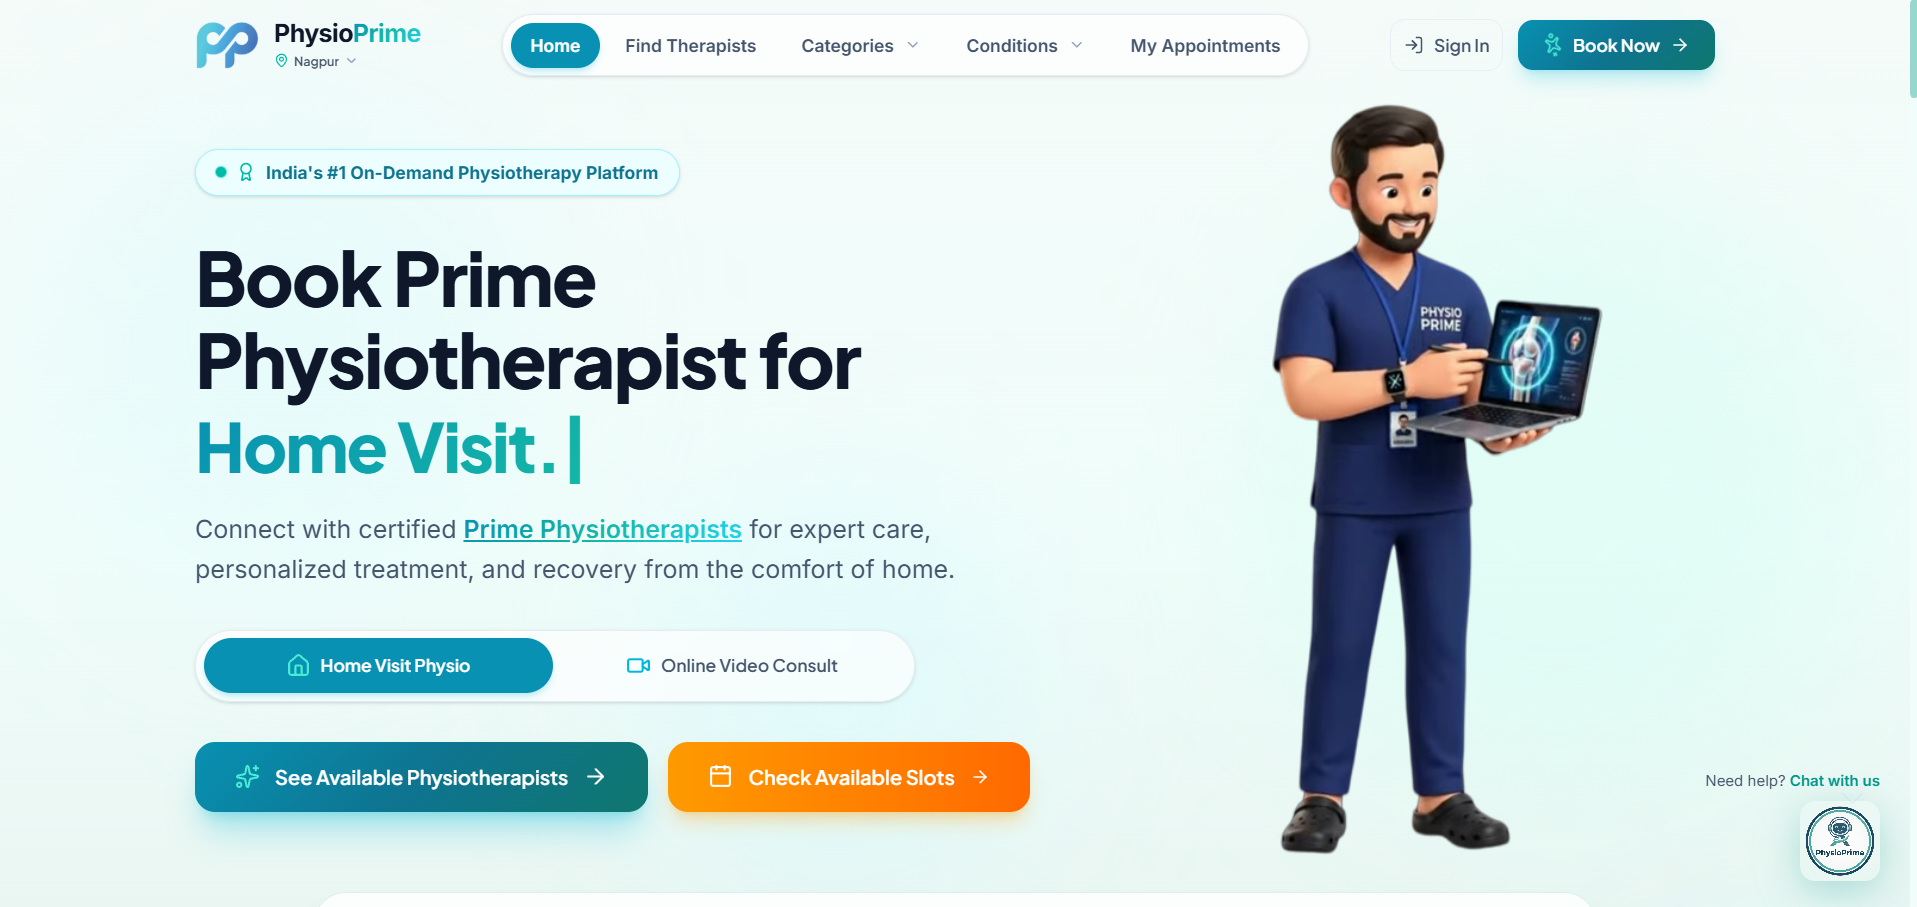 PhysioPrime
Nagpur
Home
Find Therapists
Categories
Conditions
My Appointments
Sign In
Book Now
India's #1 On-Demand Physiotherapy Platform
Book Prime
Physiotherapist for
Home Visit.
Connect with certified Prime Physiotherapists for expert care,
personalized treatment, and recovery from the comfort of home.
Home Visit Physio
Online Video Consult
See Available Physiotherapists
Check Available Slots
PHYSIO
PRIME
Need help? Chat with us
PhysioPrime